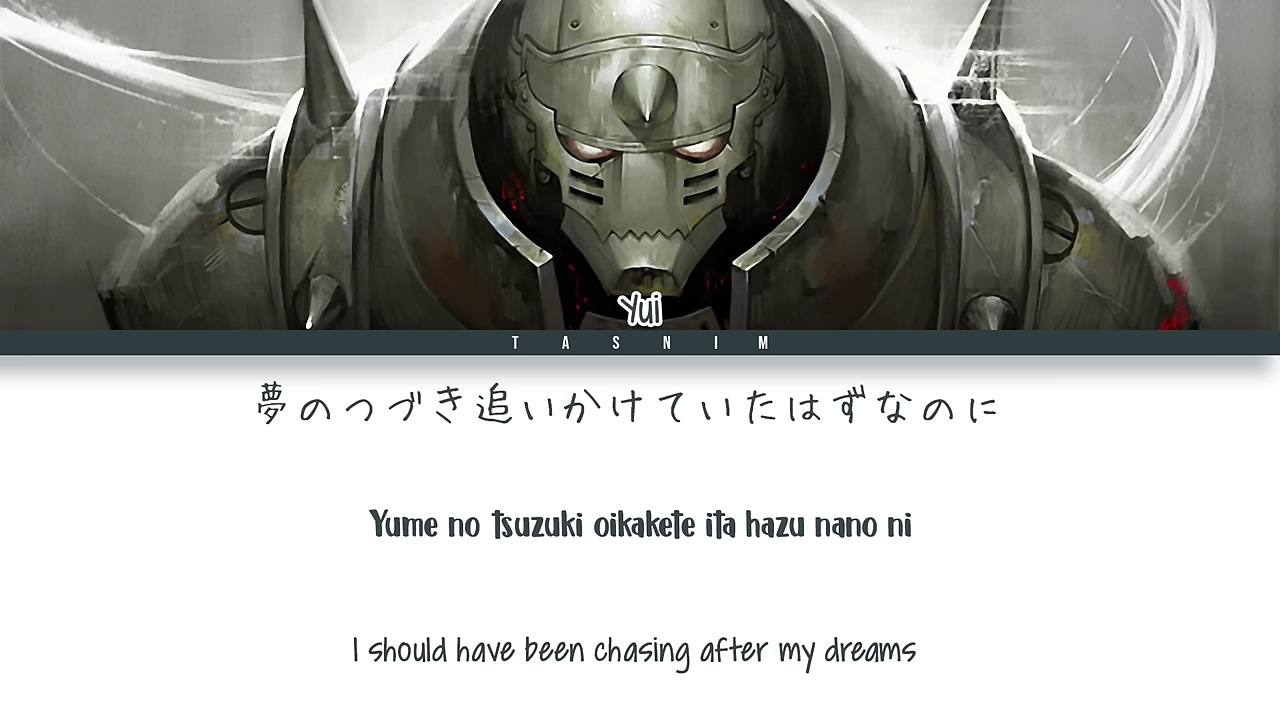 Yui
TASNIM
夢のつづき追いかけていたはずなのに
Yume no tsuzuki oikakete ita hazu nano ni
I should have been chasing after my dreams